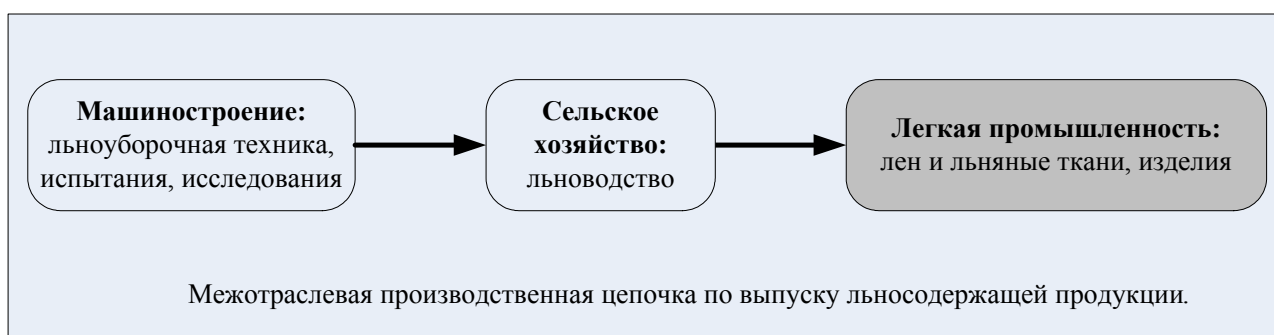 Машиностроение:
льноуборочная техника,
испытания, исследования
Сельское
хозяйство:
льноводство
Легкая промышленность:
лен и льняные ткани, изделия
Межотраслевая производственная цепочка по выпуску льносодержащей продукции.